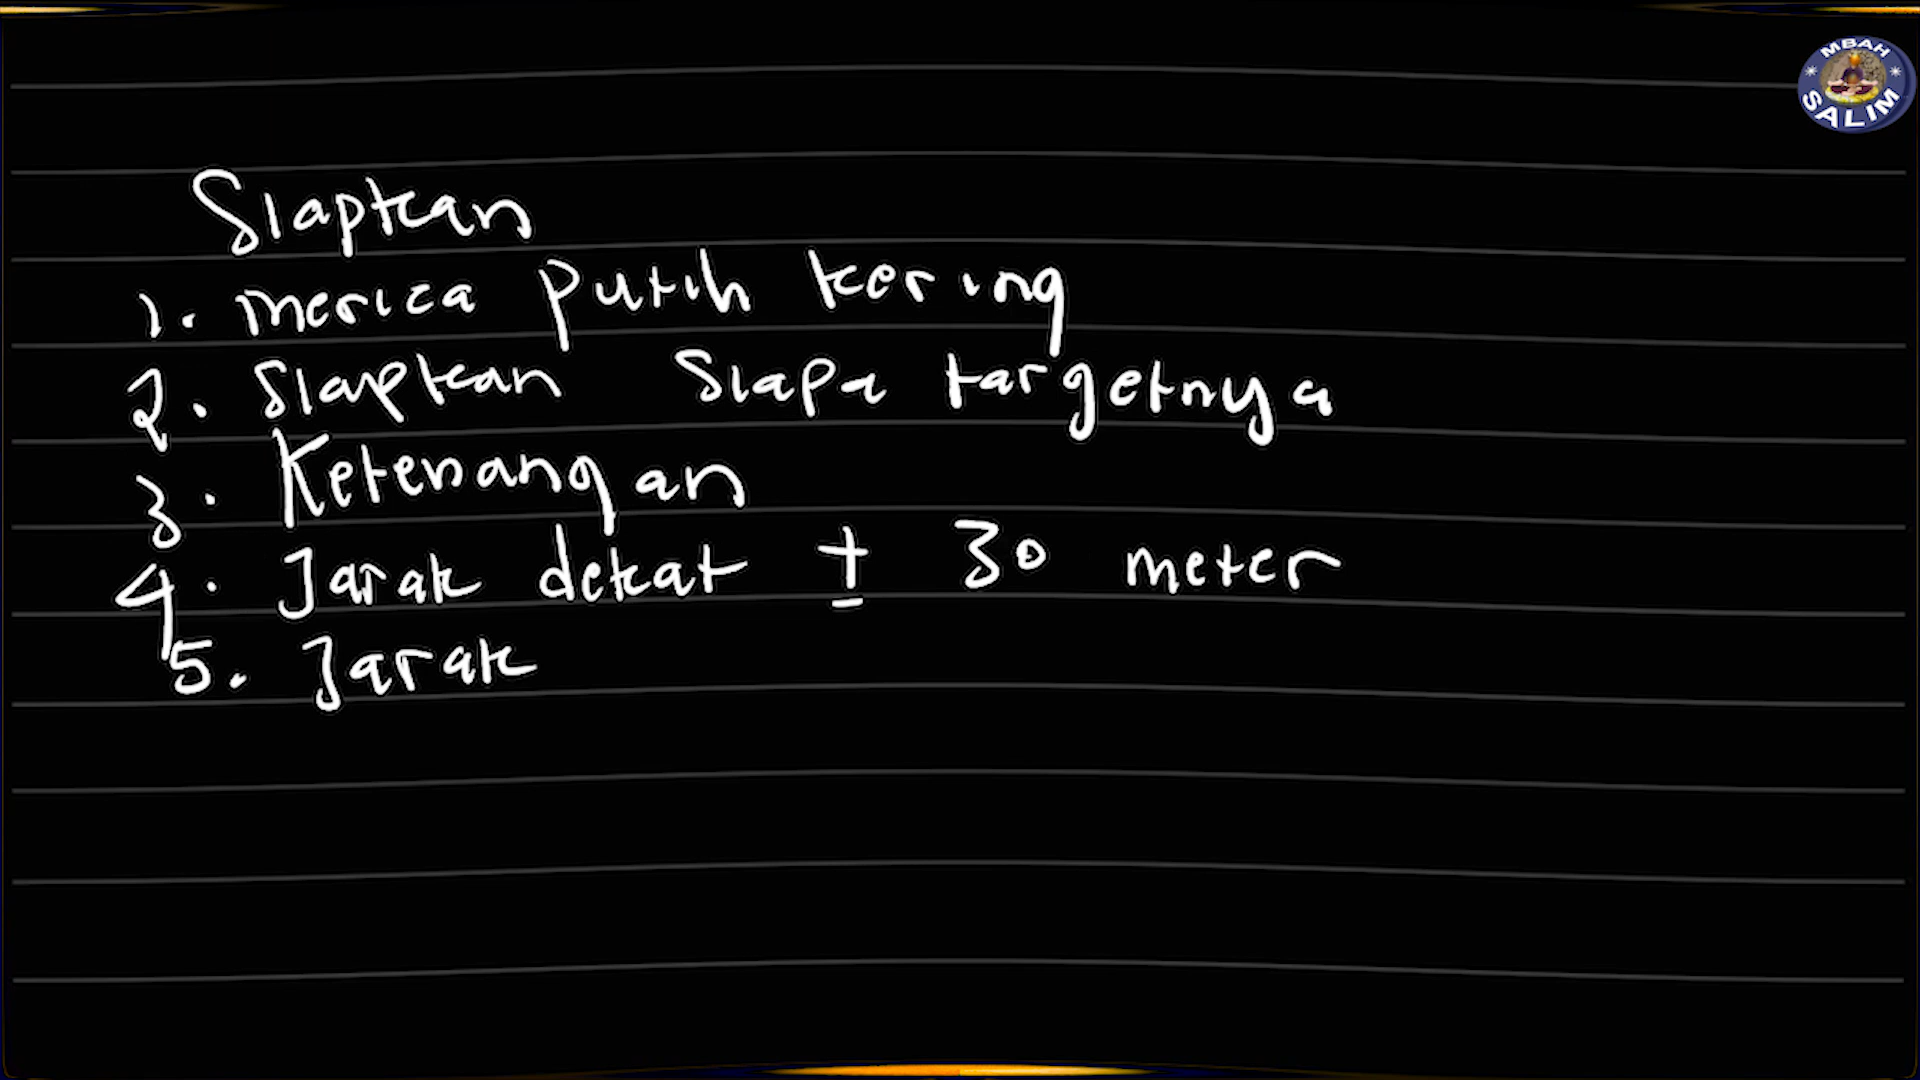 MBAH SALIM
Siapkan
1. merica putih kering
2. Siapkan siapa targetnya
3. Ketenangan
4. Jarak dekat ± 30 meter
5. Jarak